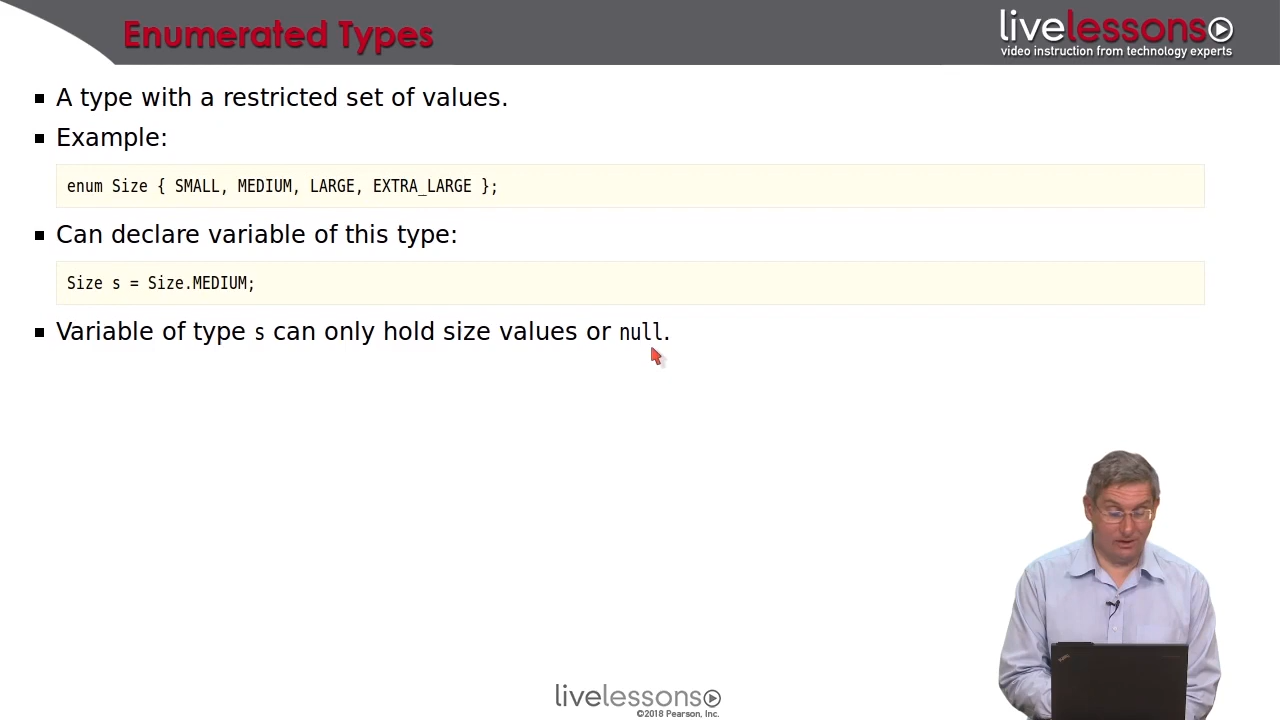 Enumerated Types
livelessons
video instruction from technology experts
A type with a restricted set of values.
Example:
enum Size { SMALL, MEDIUM, LARGE, EXTRA_LARGE };
Can declare variable of this type:
Size s = Size.MEDIUM;
Variable of type s can only hold size values or null.
livelessons
©2018 Pearson, Inc.